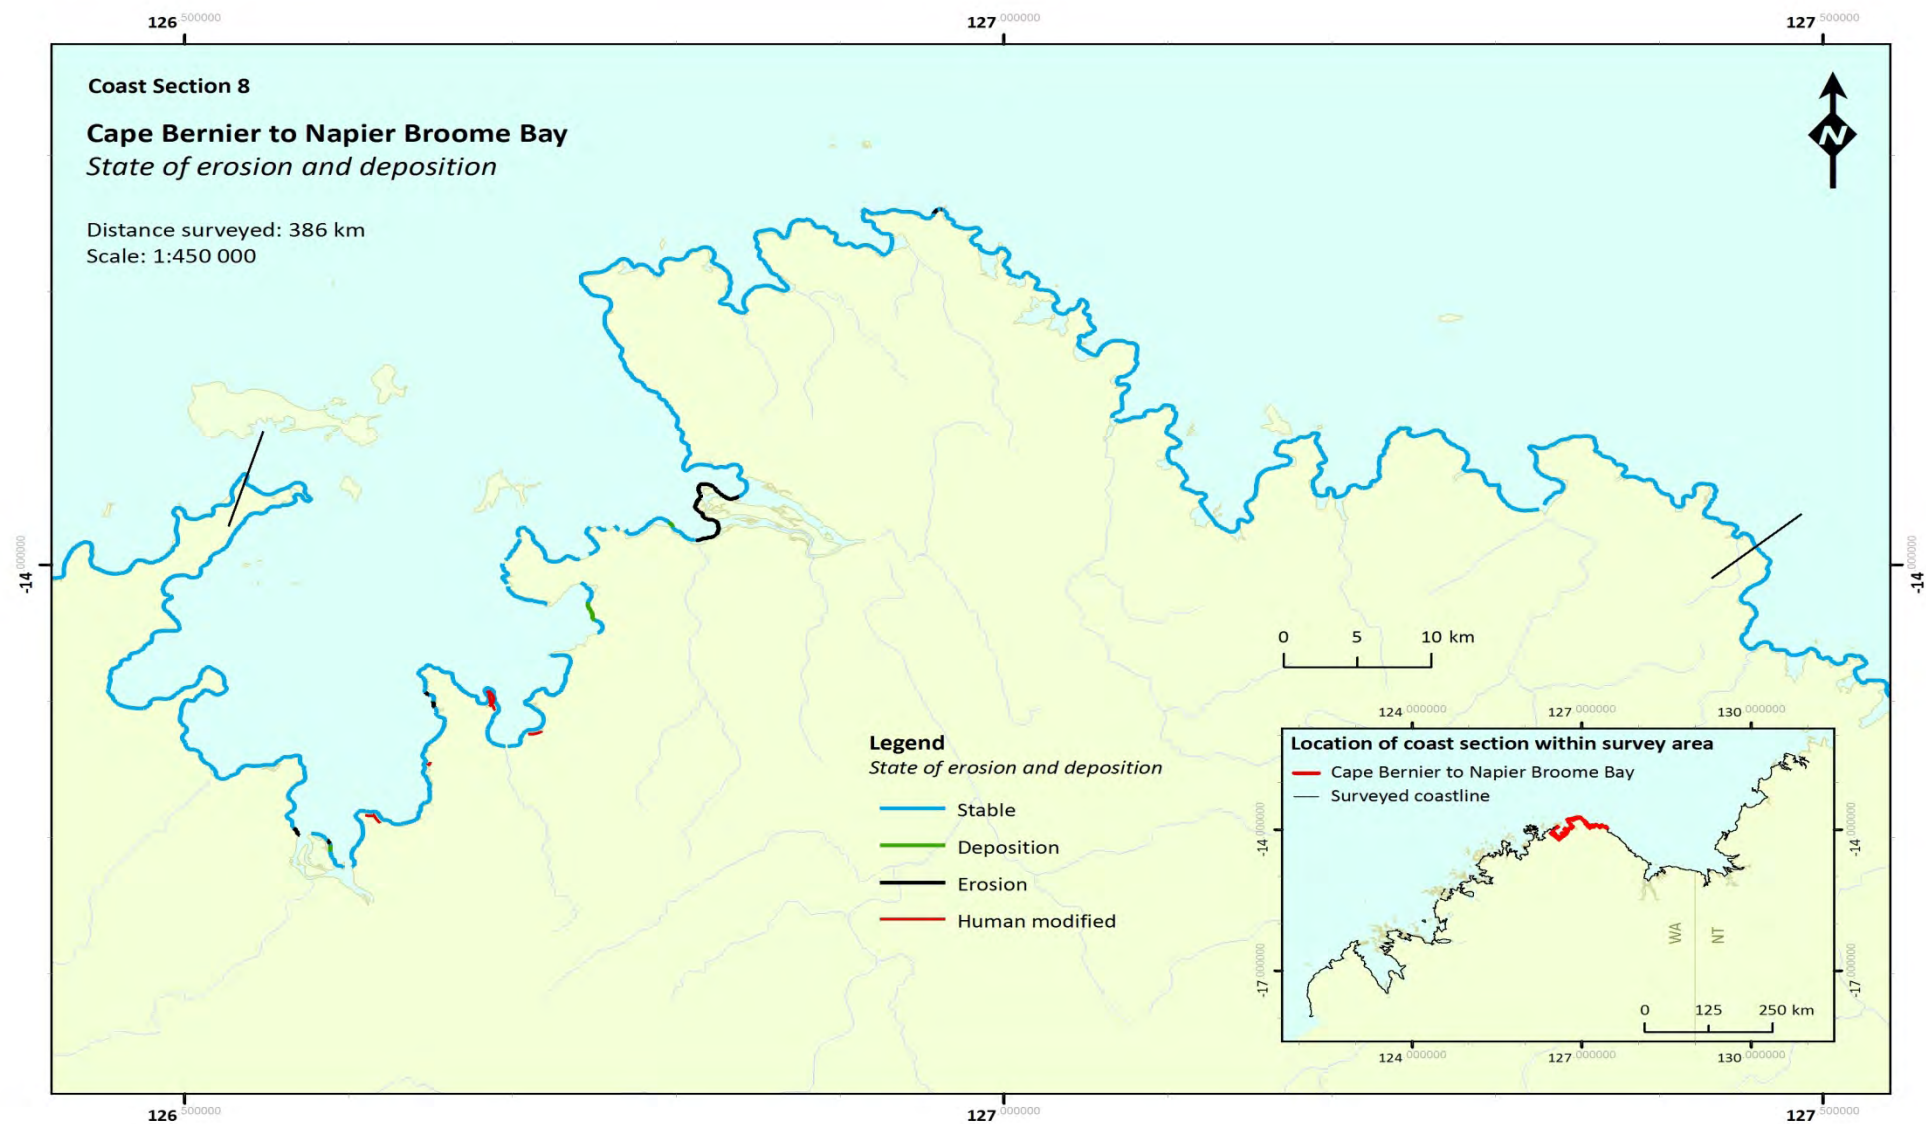 126 500000
127 000000
127 500000
Coast Section 8
Cape Bernier to Napier Broome Bay
State of erosion and deposition
Distance surveyed: 386 km
Scale: 1:450 000
N
-14 000000
-14 000000
0 5 10 km
Legend
State of erosion and deposition
Stable
Deposition
Erosion
Human modified
124 000000
127 000000
130 000000
Location of coast section within survey area
Cape Bernier to Napier Broome Bay
Surveyed coastline
-14 000000
-14 000000
WA
NT
-17 000000
-17 000000
0 125 250 km
124 000000
127 000000
130 000000
126 500000
127 000000
127 500000